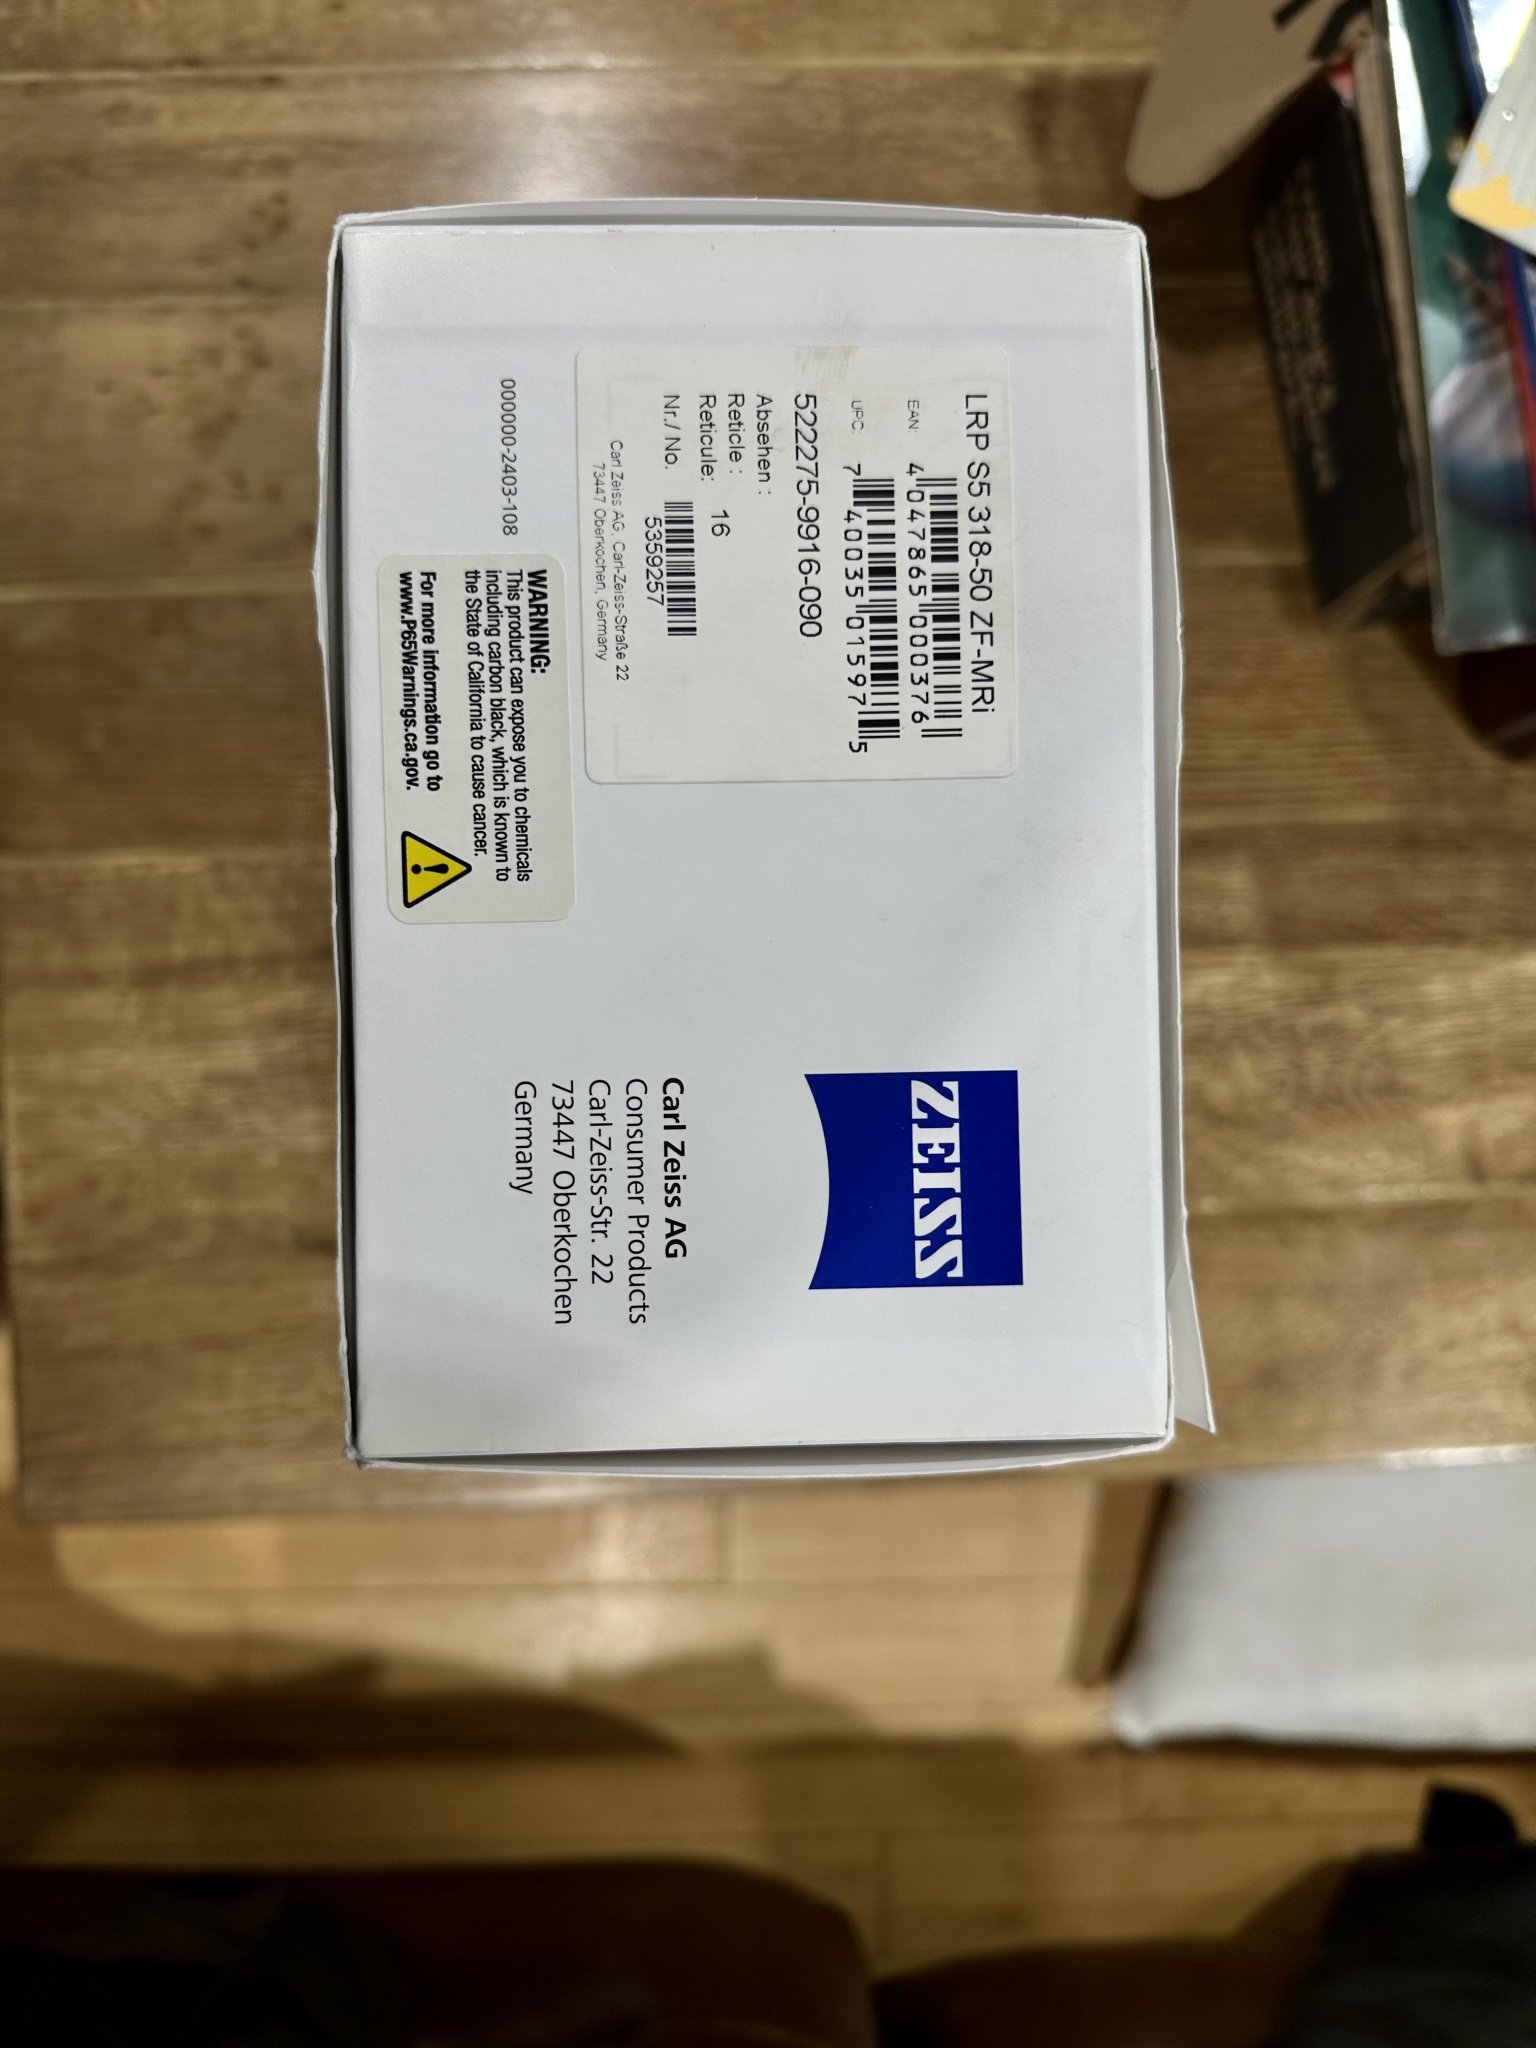 LRP S5 318-50 ZF-MRi
EAN:
4 047865 000376
UPC:
7 40035 01597 5
522275-9916-090
Absehen :
Reticle :
Reticule: 16
Nr./ No.
5359257
Carl Zeiss AG, Carl-Zeiss-Straße 22
73447 Oberkochen, Germany
000000-2403-108
WARNING:
This product can expose you to chemicals
including carbon black, which is known to
the State of California to cause cancer.
For more information go to
www.P65Warnings.ca.gov.
ZEISS
Carl Zeiss AG
Consumer Products
Carl-Zeiss-Str. 22
73447 Oberkochen
Germany